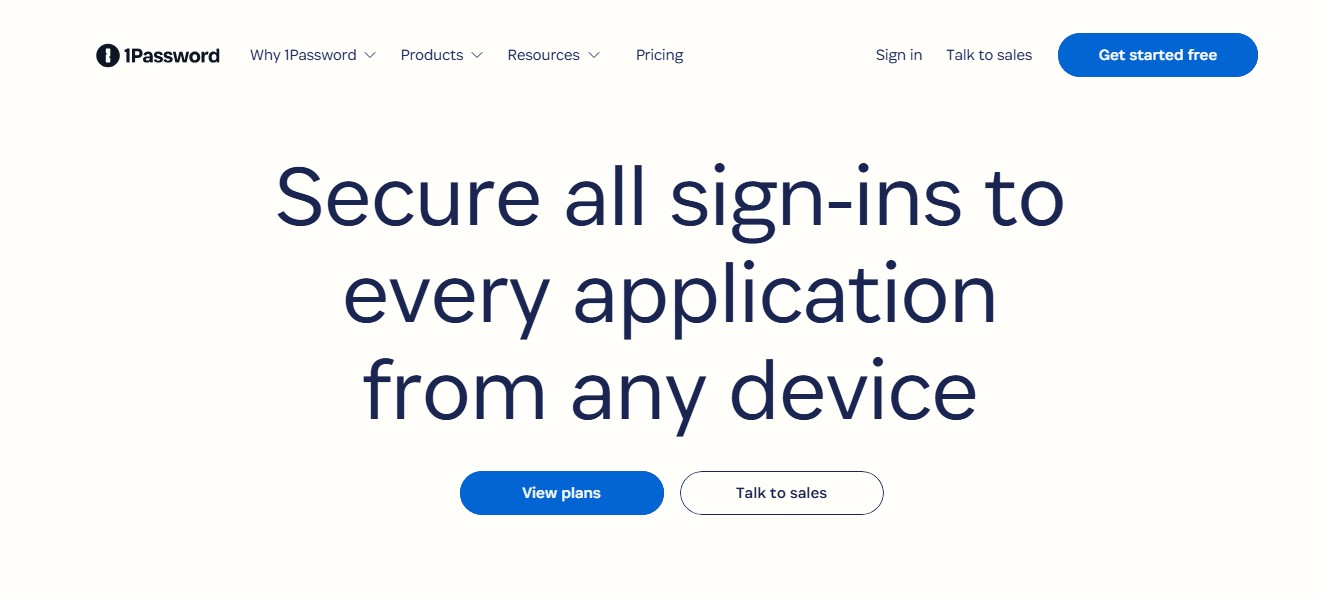 1Password Why 1Password Products Resources Pricing Sign in Talk to sales Get started free
Secure all sign-ins to
every application
from any device
View plans Talk to sales